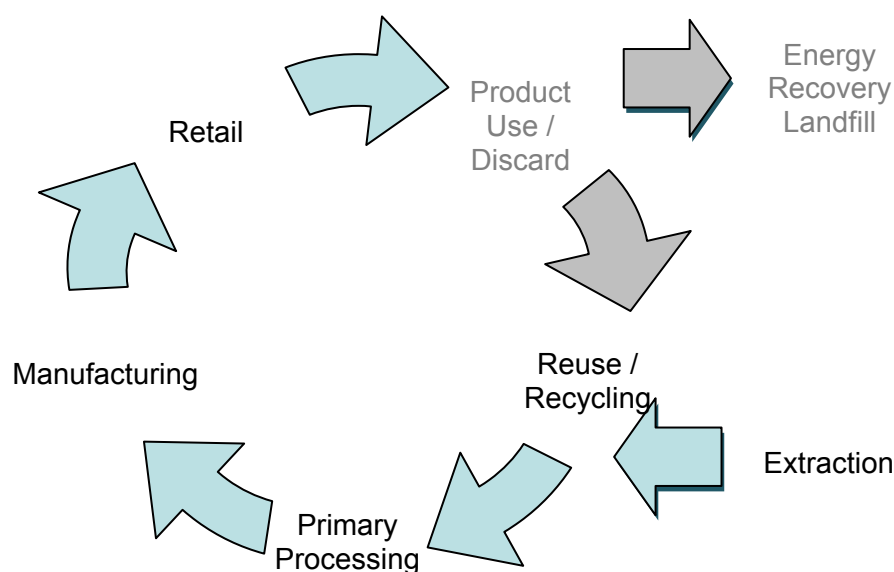 Energy
Recovery
Landfill
Product
Use /
Discard
Retail
Reuse /
Recycling
Manufacturing
Extraction
Primary
Processing